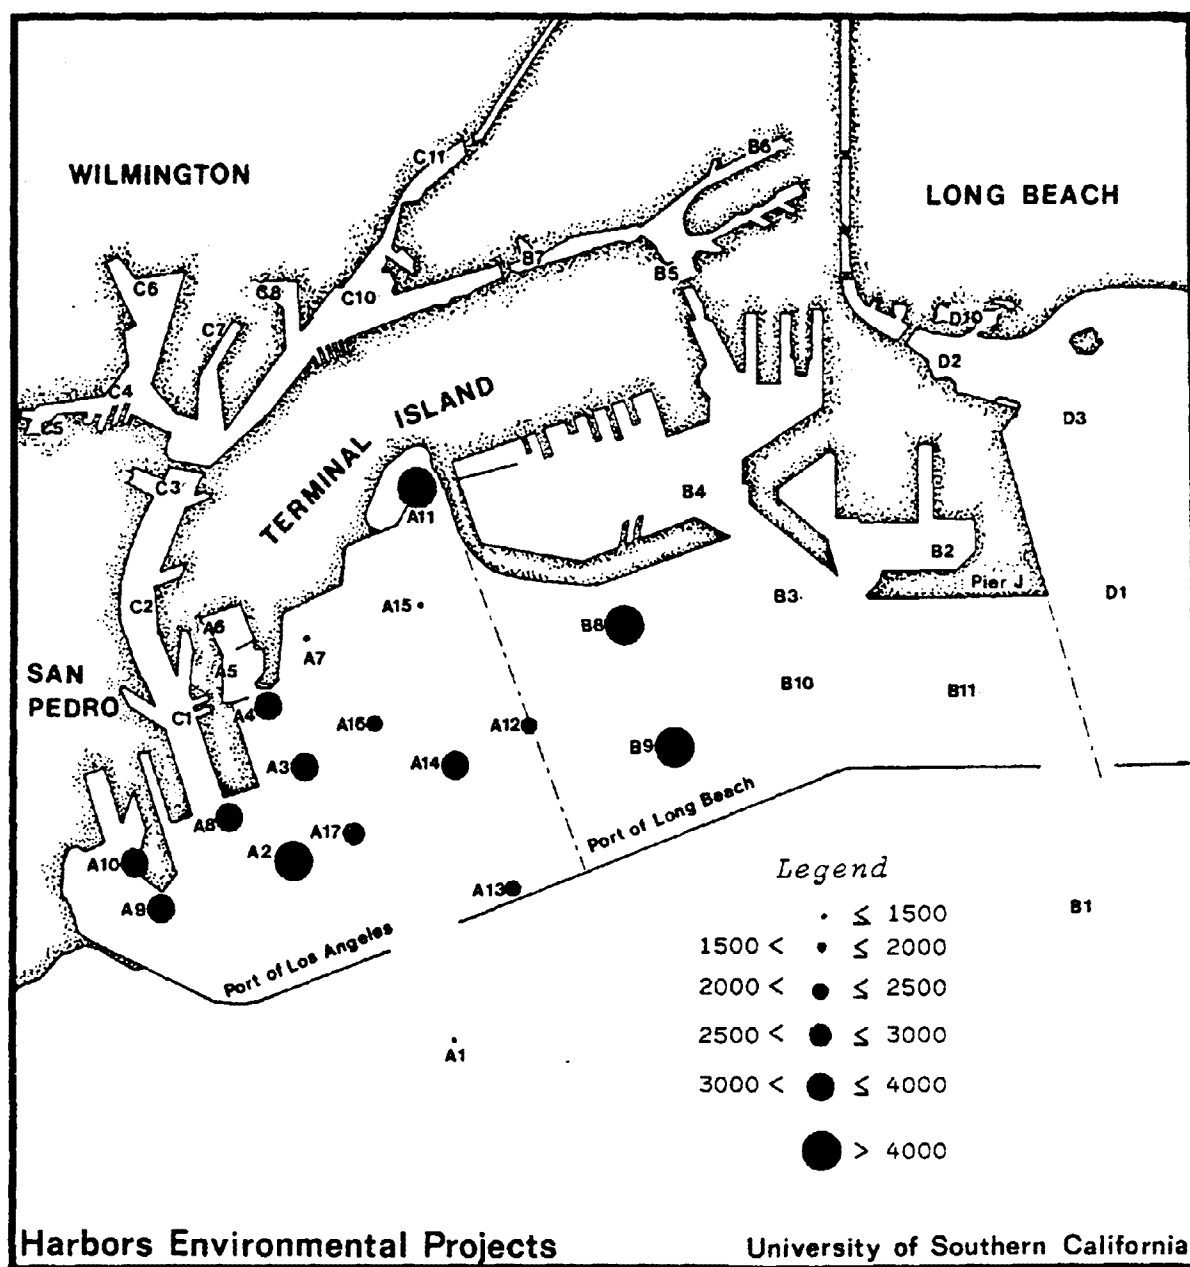 WILMINGTON
LONG BEACH
C11
B6
B7
B5
C6
C8
C10
C7
D10
D2
C4
C5
D3
TERMINAL ISLAND
C3
A11
B4
B2
Pier J
C2
A15
B8
B3
D1
A6
A7
A5
SAN
PEDRO
C1
A4
A16
A12
B9
B10
B11
A3
A14
A8
A17
A2
A10
Port of Long Beach
A13
A9
B1
Port of Los Angeles
A1
Legend
≤ 1500
1500 < ≤ 2000
2000 < ≤ 2500
2500 < ≤ 3000
3000 < ≤ 4000
> 4000
Harbors Environmental Projects
University of Southern California